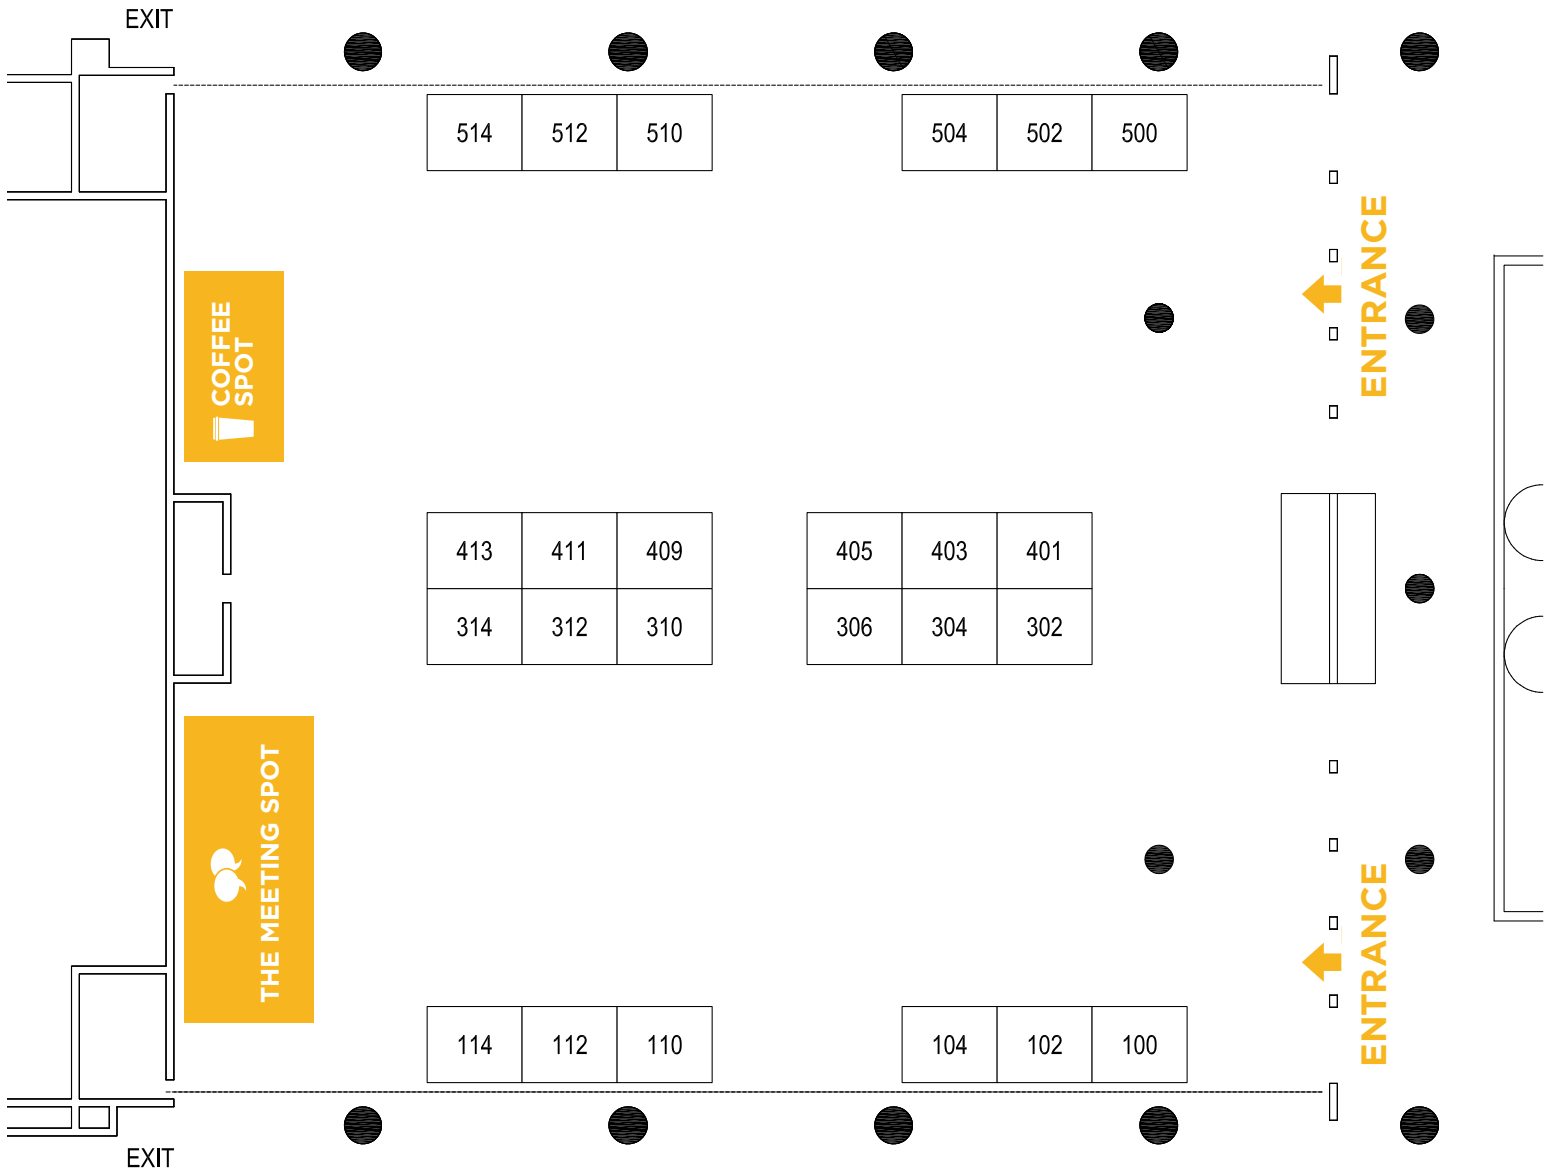 EXIT
514 512 510 504 502 500
ENTRANCE
COFFEE
SPOT
413 411 409 405 403 401
314 312 310 306 304 302
THE MEETING SPOT
ENTRANCE
114 112 110 104 102 100
EXIT